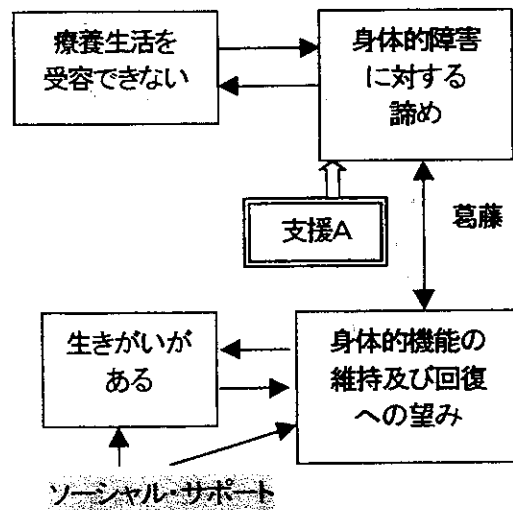 療養生活を
受容できない
身体的障害
に対する
諦め
支援A
葛藤
生きがいが
ある
身体的機能の
維持及び回復
への望み
ソーシャル・サポート